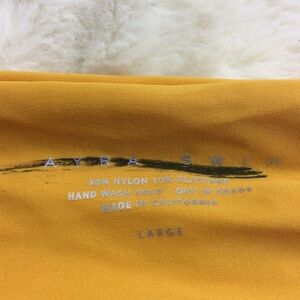 AYRA SWIM
90% NYLON 10%
HAND WASH COLD - DRY IN SHADE
MADE IN CALIFORNIA
LARGE